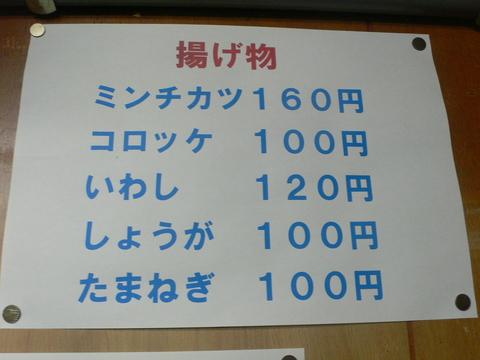 揚げ物
ミンチカツ160円
コロッケ 100円
いわし 120円
しょうが 100円
たまねぎ 100円